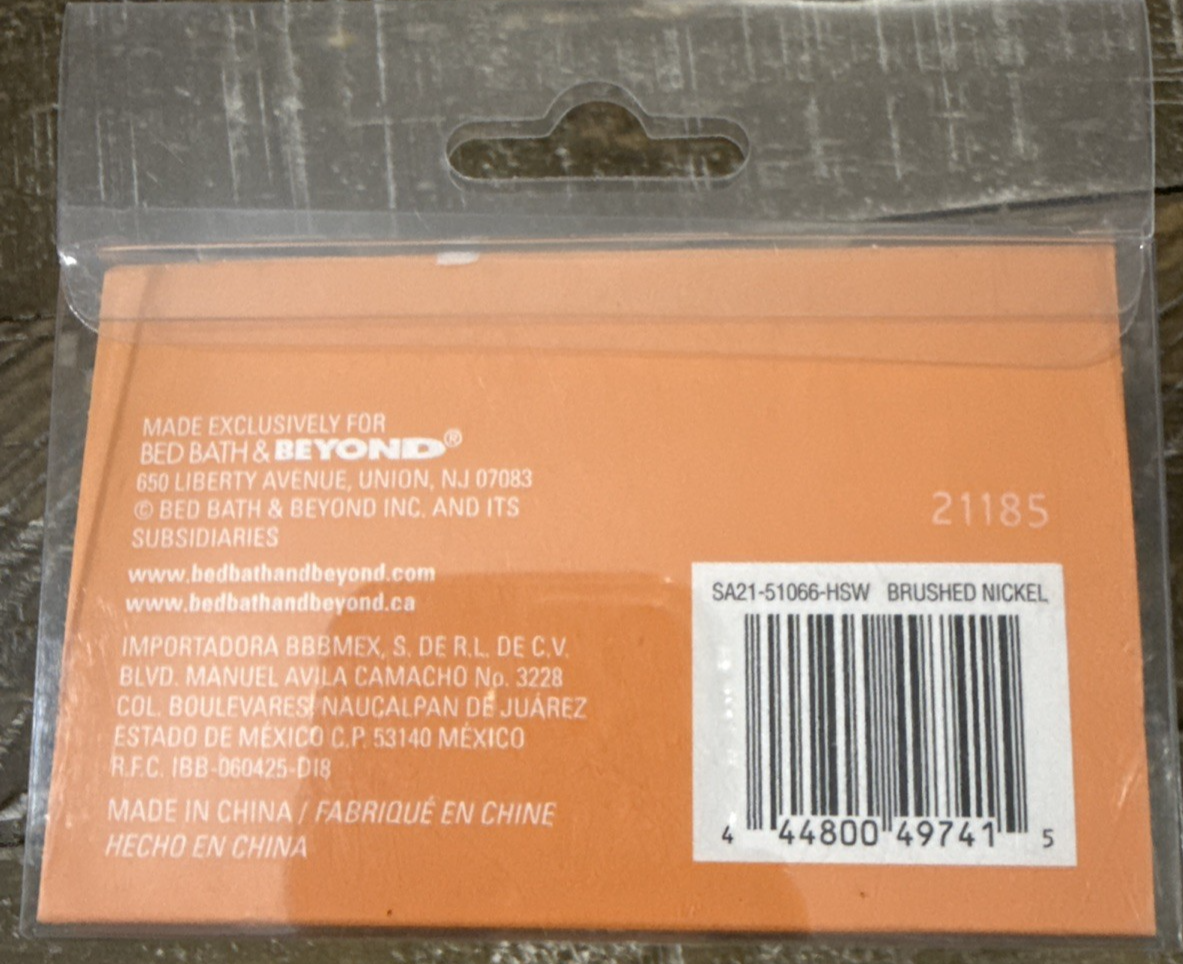 MADE EXCLUSIVELY FOR
BED BATH & BEYOND®
650 LIBERTY AVENUE, UNION, NJ 07083
© BED BATH & BEYOND INC. AND ITS
SUBSIDIARIES
www.bedbathandbeyond.com
www.bedbathandbeyond.ca
IMPORTADORA BBBMEX, S. DE R.L. DE C.V.
BLVD. MANUEL AVILA CAMACHO No. 3228
COL. BOULEVARES, NAUCALPAN DE JUÁREZ
ESTADO DE MÉXICO C.P. 53140 MÉXICO
R.F.C. IBB-060425-DI8
MADE IN CHINA / FABRIQUÉ EN CHINE
HECHO EN CHINA
21185
SA21-51066-HSW BRUSHED NICKEL
4 44800 49741 5